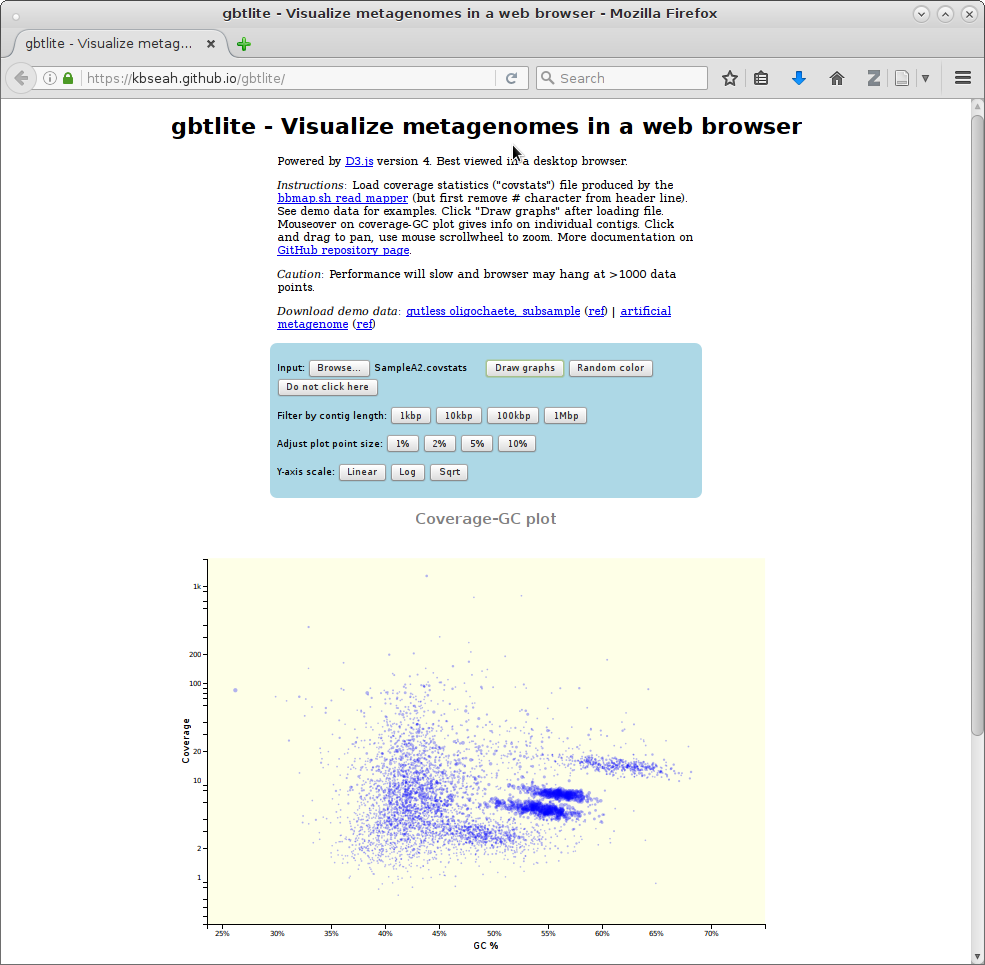 gbtlite - Visualize metagenomes in a web browser - Mozilla Firefox
gbtlite - Visualize metag...
https://kbseah.github.io/gbtlite/
Search
gbtlite - Visualize metagenomes in a web browser
Powered by D3.js version 4. Best viewed in a desktop browser.
Instructions: Load coverage statistics ("covstats") file produced by the
bbmap.sh read mapper (but first remove # character from header line).
See demo data for examples. Click "Draw graphs" after loading file.
Mouseover on coverage-GC plot gives info on individual contigs. Click
and drag to pan, use mouse scrollwheel to zoom. More documentation on
GitHub repository page.
Caution: Performance will slow and browser may hang at >1000 data
points.
Download demo data: gutless oligochaete, subsample (ref) | artificial
metagenome (ref)
Input: Browse... SampleA2.covstats Draw graphs Random color
Do not click here
Filter by contig length: 1kbp 10kbp 100kbp 1Mbp
Adjust plot point size: 1% 2% 5% 10%
Y-axis scale: Linear Log Sqrt
Coverage-GC plot
1k
200
100
Coverage
20
10
2
1
25% 30% 35% 40% 45% 50% 55% 60% 65% 70%
GC %